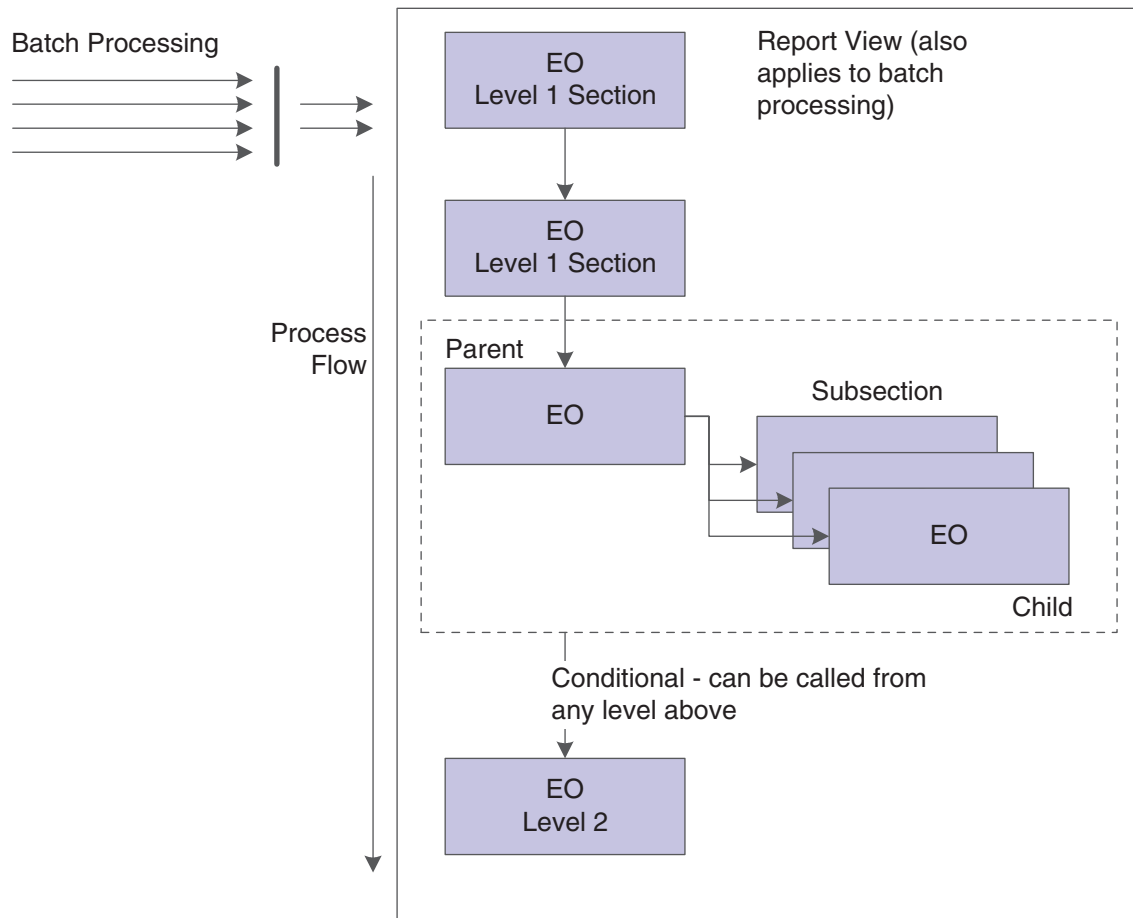 Batch Processing
EO
Level 1 Section
Report View (also
applies to batch
processing)
EO
Level 1 Section
Process
Flow
Parent
EO
Subsection
EO
Child
Conditional - can be called from
any level above
EO
Level 2